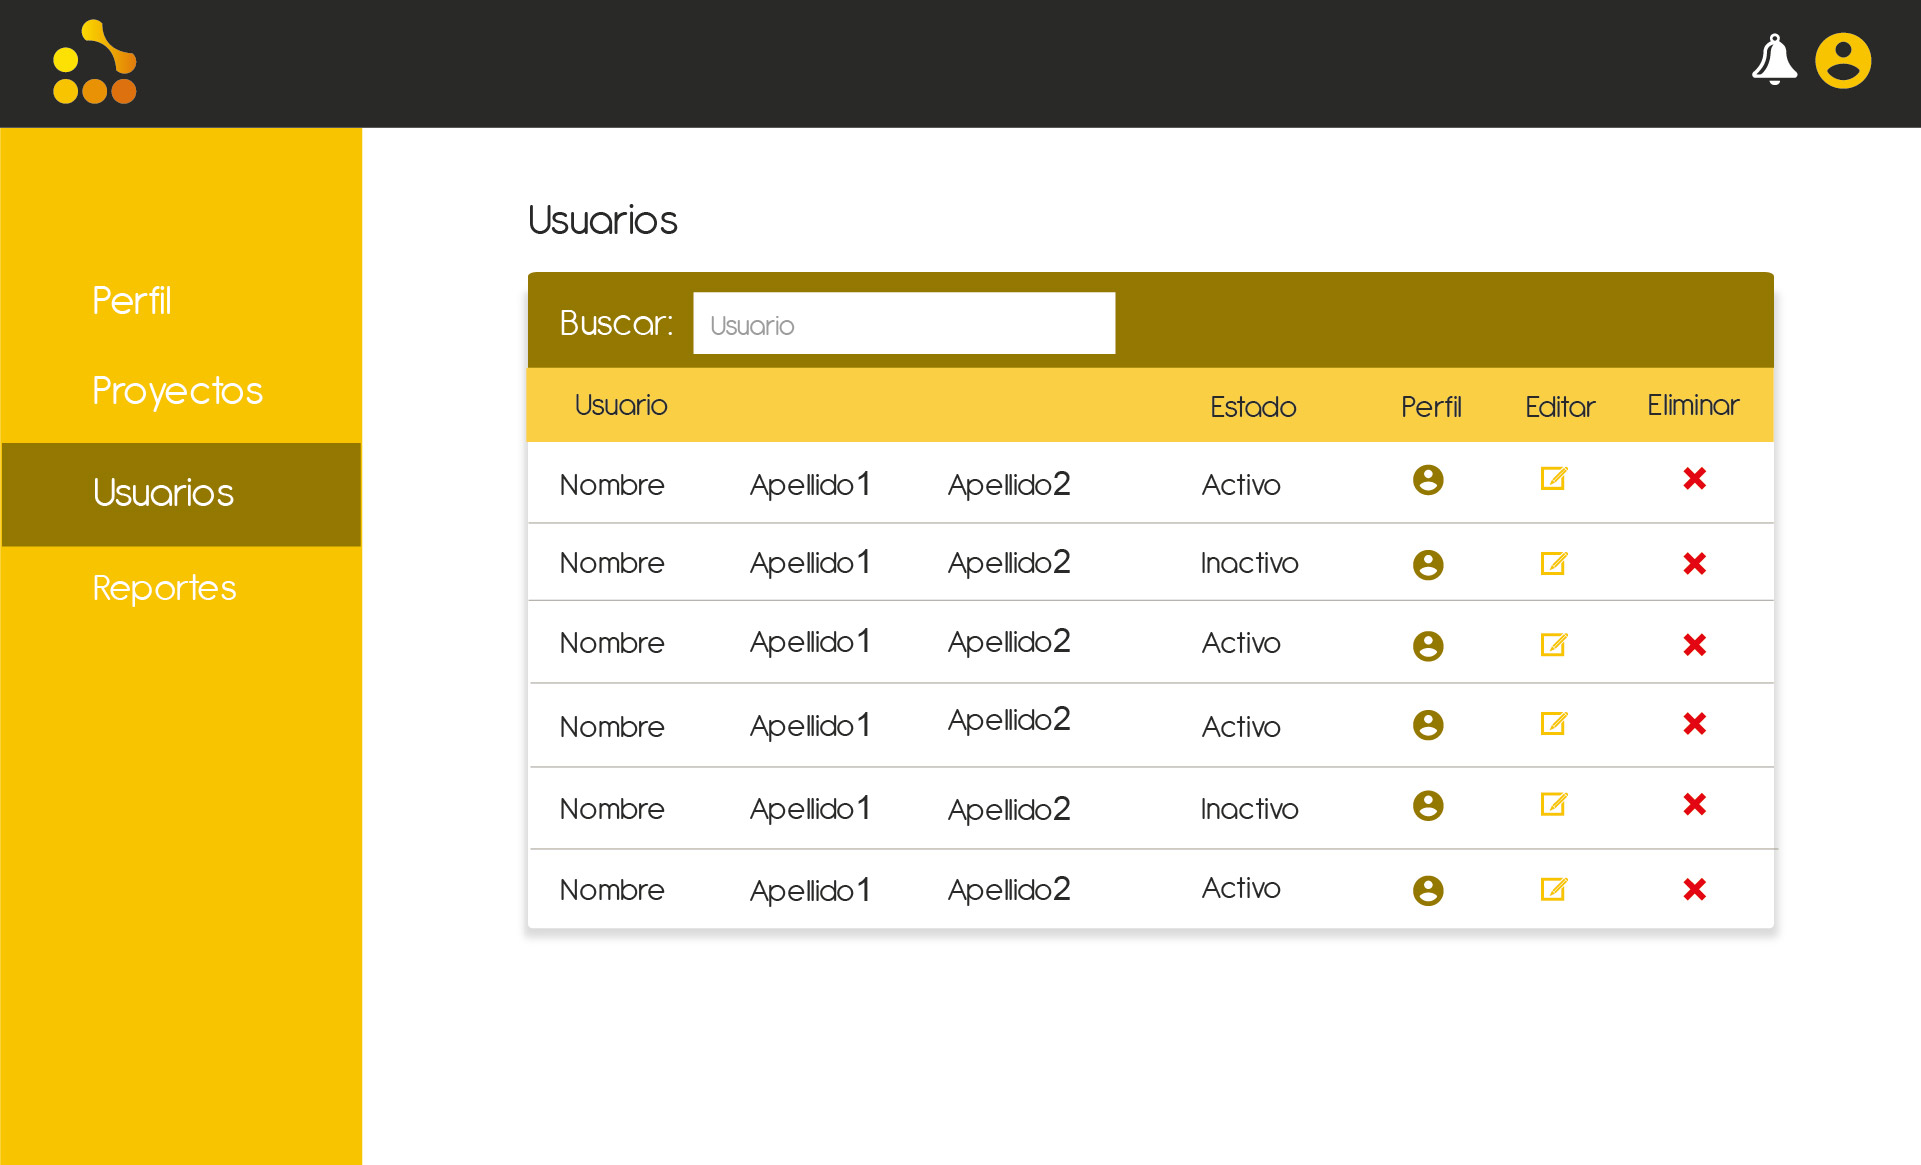 Perfil
Proyectos
Usuarios
Reportes
Usuarios
Buscar: Usuario
Usuario Estado Perfil Editar Eliminar
Nombre Apellido1 Apellido2 Activo
Nombre Apellido1 Apellido2 Inactivo
Nombre Apellido1 Apellido2 Activo
Nombre Apellido1 Apellido2 Activo
Nombre Apellido1 Apellido2 Inactivo
Nombre Apellido1 Apellido2 Activo